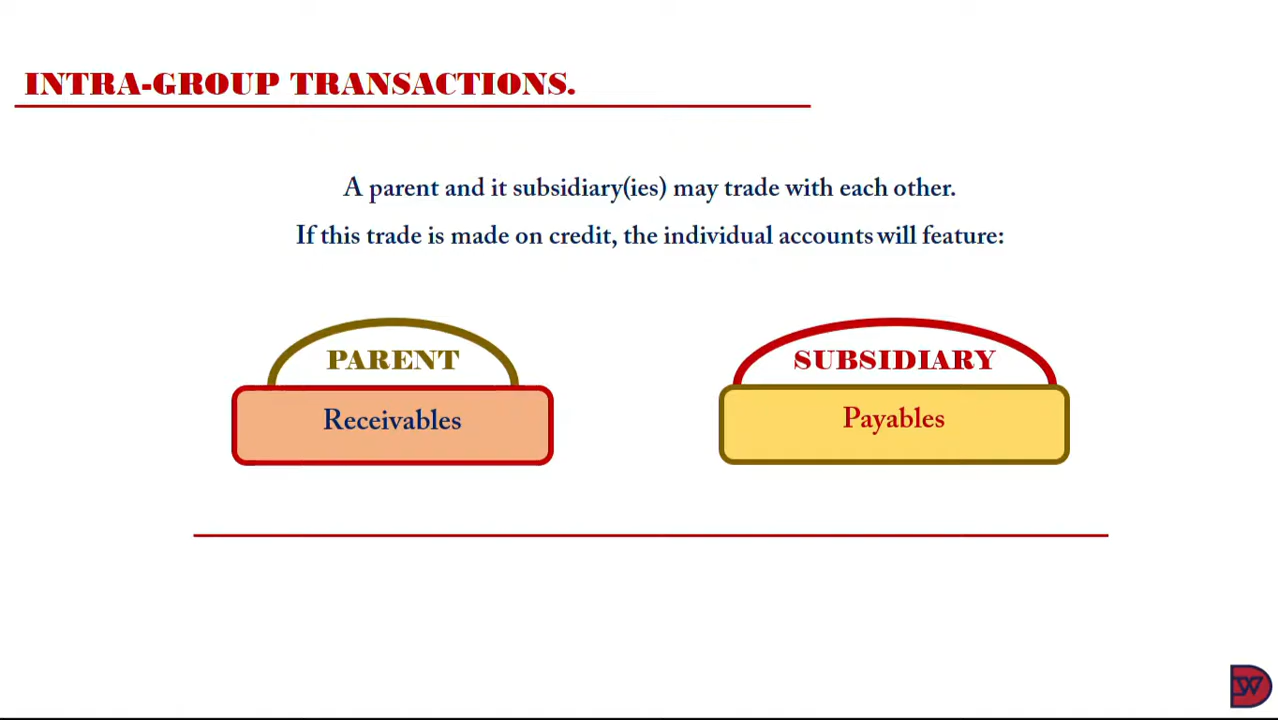 INTRA-GROUP TRANSACTIONS.
A parent and it subsidiary(ies) may trade with each other.
If this trade is made on credit, the individual accounts will feature:
PARENT
SUBSIDIARY
Receivables
Payables
DW